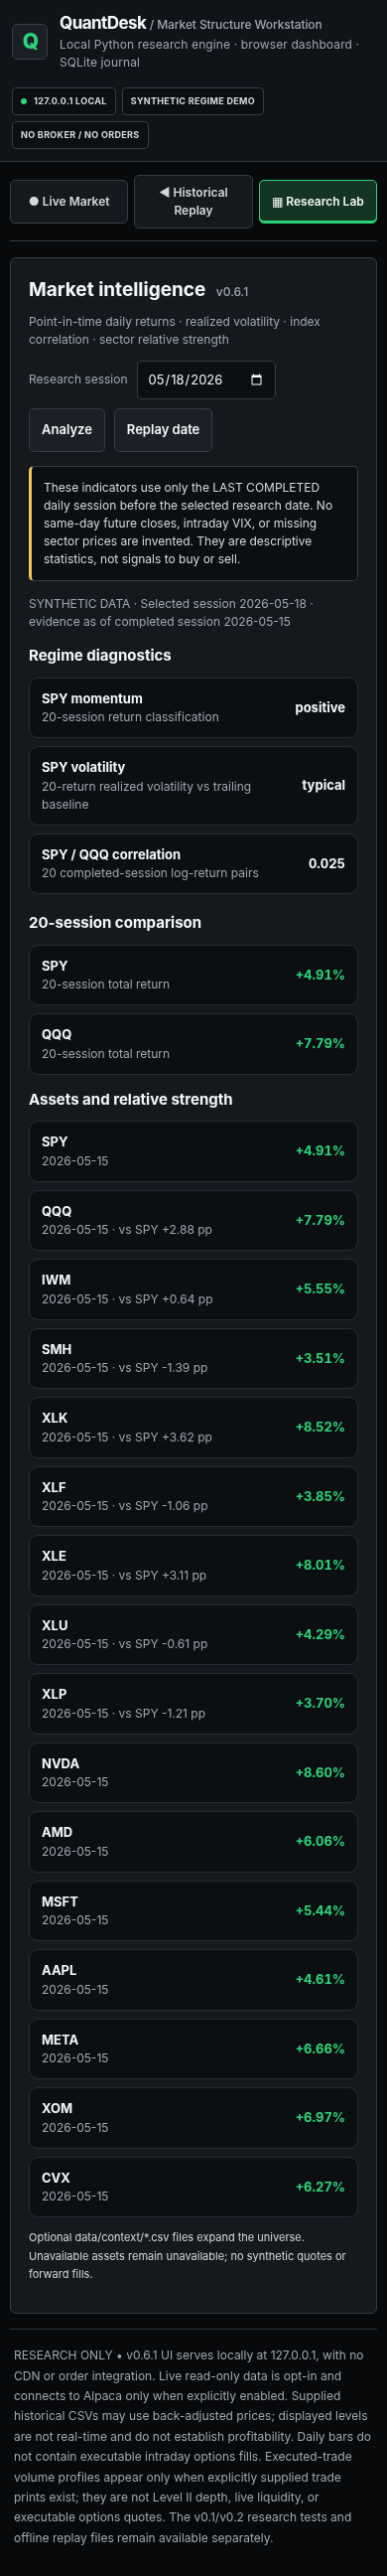 Q
QuantDesk / Market Structure Workstation
Local Python research engine · browser dashboard ·
SQLite journal
127.0.0.1 LOCAL
SYNTHETIC REGIME DEMO
NO BROKER / NO ORDERS
● Live Market
◀ Historical
Replay
▦ Research Lab
Market intelligence v0.6.1
Point-in-time daily returns · realized volatility · index
correlation · sector relative strength
Research session 05/18/2026
Analyze
Replay date
These indicators use only the LAST COMPLETED
daily session before the selected research date. No
same-day future closes, intraday VIX, or missing
sector prices are invented. They are descriptive
statistics, not signals to buy or sell.
SYNTHETIC DATA · Selected session 2026-05-18 ·
evidence as of completed session 2026-05-15
Regime diagnostics
SPY momentum
20-session return classification
positive
SPY volatility
20-return realized volatility vs trailing
baseline
typical
SPY / QQQ correlation
20 completed-session log-return pairs
0.025
20-session comparison
SPY
20-session total return
+4.91%
QQQ
20-session total return
+7.79%
Assets and relative strength
SPY
2026-05-15
+4.91%
QQQ
2026-05-15 · vs SPY +2.88 pp
+7.79%
IWM
2026-05-15 · vs SPY +0.64 pp
+5.55%
SMH
2026-05-15 · vs SPY -1.39 pp
+3.51%
XLK
2026-05-15 · vs SPY +3.62 pp
+8.52%
XLF
2026-05-15 · vs SPY -1.06 pp
+3.85%
XLE
2026-05-15 · vs SPY +3.11 pp
+8.01%
XLU
2026-05-15 · vs SPY -0.61 pp
+4.29%
XLP
2026-05-15 · vs SPY -1.21 pp
+3.70%
NVDA
2026-05-15
+8.60%
AMD
2026-05-15
+6.06%
MSFT
2026-05-15
+5.44%
AAPL
2026-05-15
+4.61%
META
2026-05-15
+6.66%
XOM
2026-05-15
+6.97%
CVX
2026-05-15
+6.27%
Optional data/context/*.csv files expand the universe.
Unavailable assets remain unavailable; no synthetic quotes or
forward fills.
RESEARCH ONLY • v0.6.1 UI serves locally at 127.0.0.1, with no
CDN or order integration. Live read-only data is opt-in and
connects to Alpaca only when explicitly enabled. Supplied
historical CSVs may use back-adjusted prices; displayed levels
are not real-time and do not establish profitability. Daily bars do
not contain executable intraday options fills. Executed-trade
volume profiles appear only when explicitly supplied trade
prints exist; they are not Level II depth, live liquidity, or
executable options quotes. The v0.1/v0.2 research tests and
offline replay files remain available separately.